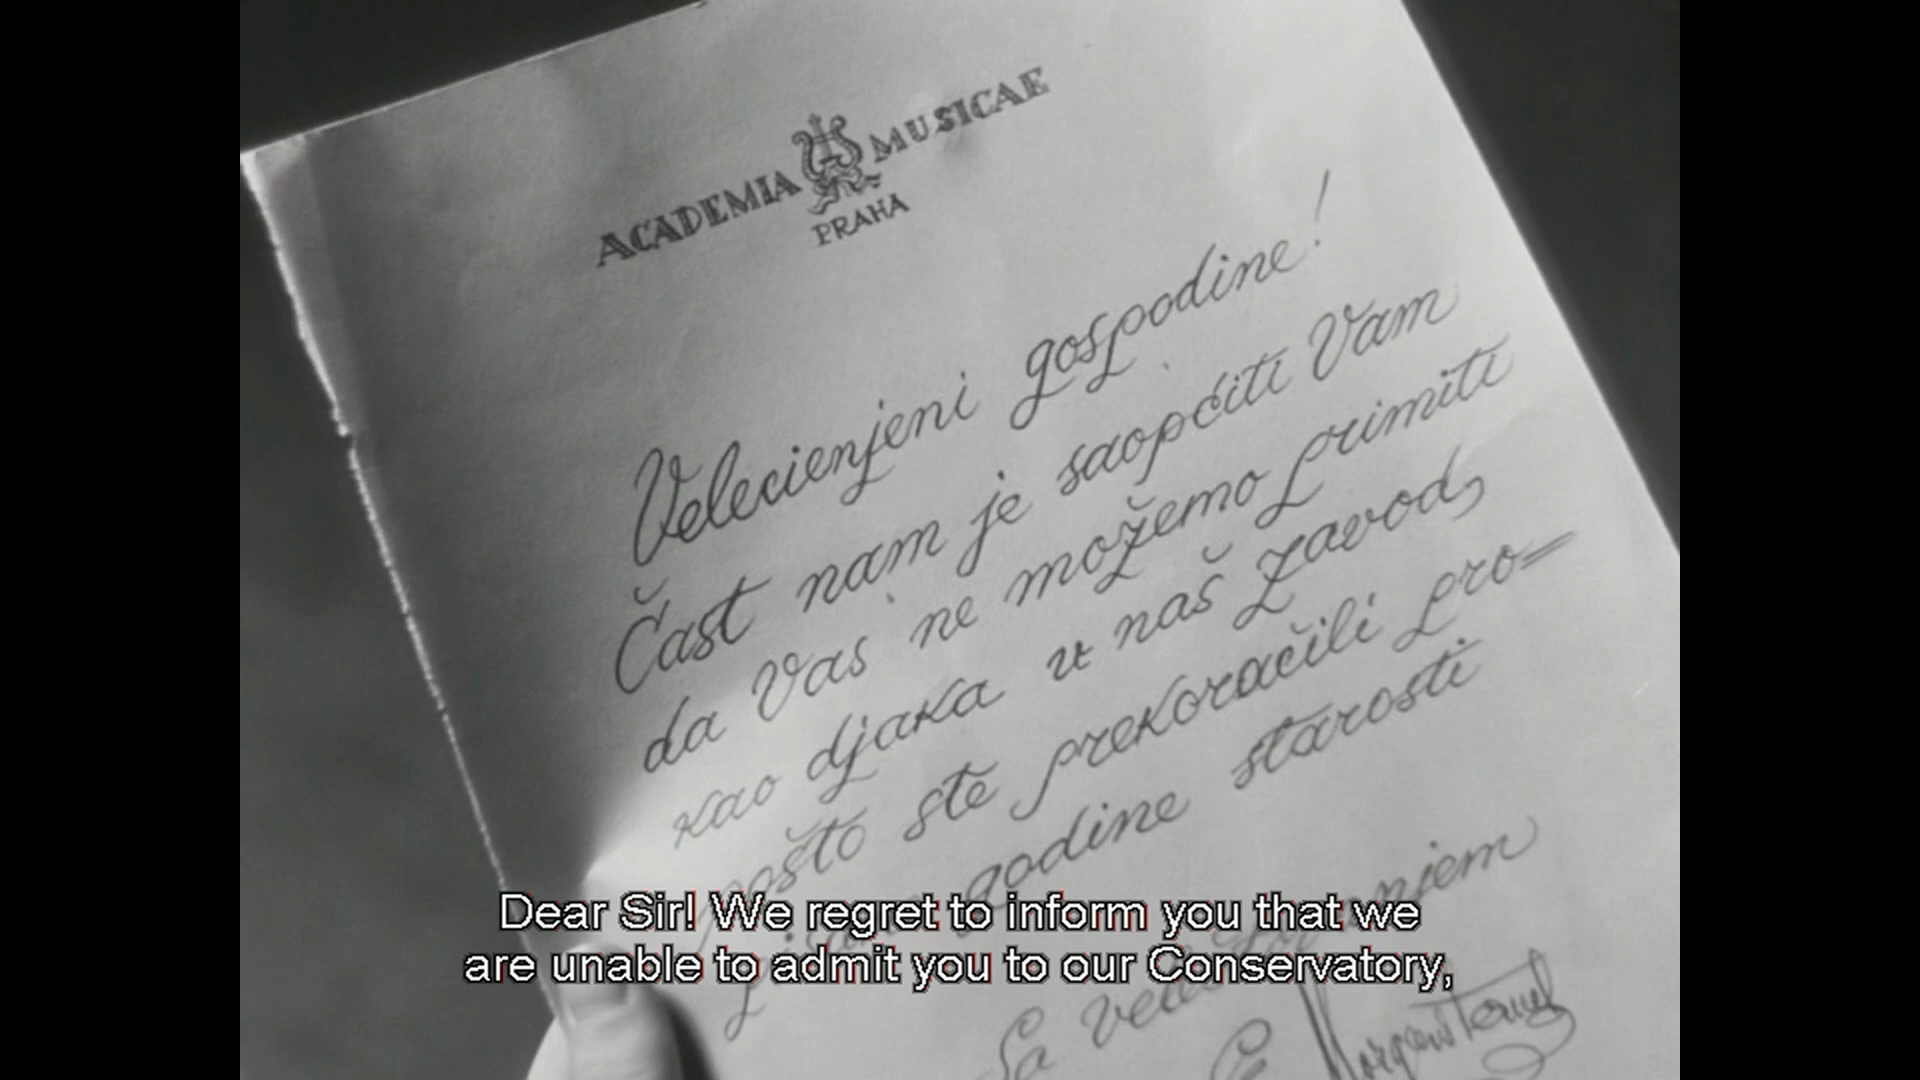 ACADEMIA MUSICAE
PRAHA
Velecienjeni gospodine!
Čast nam je saopćiti Vam
da Vas ne možemo primiti
kao djaka u naš zavod,
pošto ste prekoračili pro=
godine starosti
Sa
Dear Sir! We regret to inform you that we
are unable to admit you to our Conservatory,